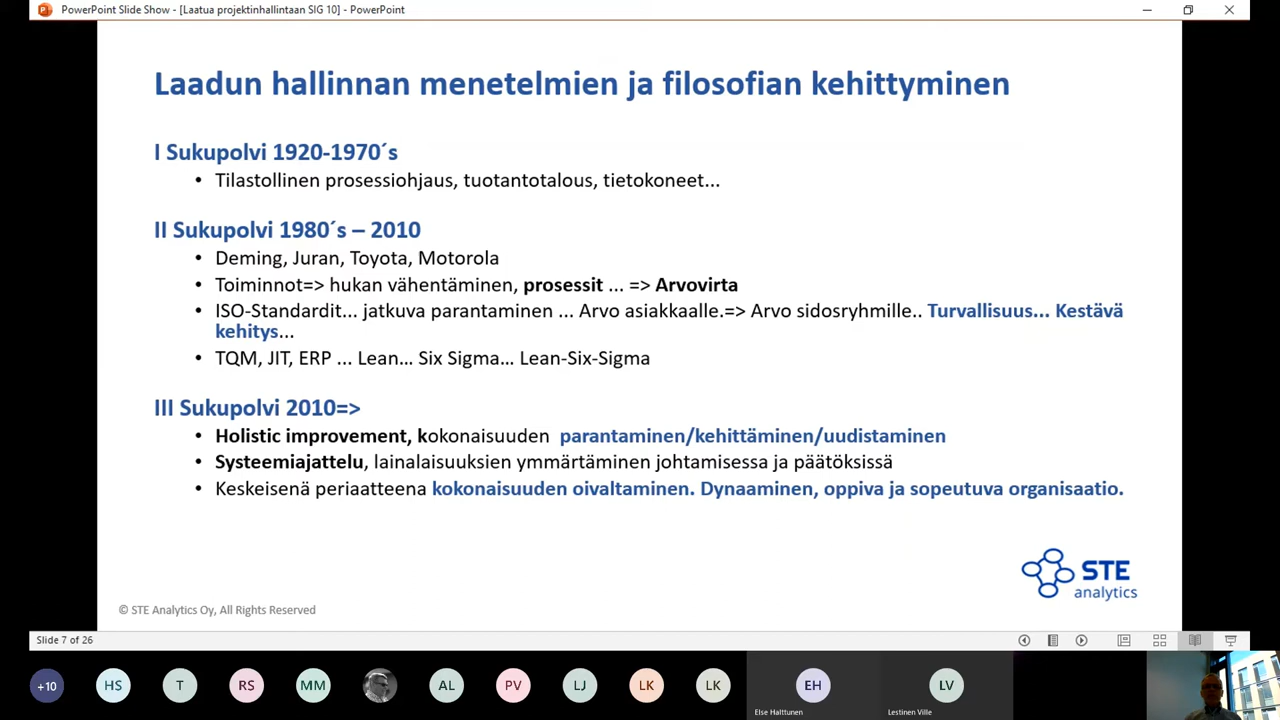 PowerPoint Slide Show - [Laatua projektinhallintaan SIG 10] - PowerPoint
Laadun hallinnan menetelmien ja filosofian kehittyminen
I Sukupolvi 1920-1970´s
• Tilastollinen prosessiohjaus, tuotantotalous, tietokoneet...
II Sukupolvi 1980´s – 2010
• Deming, Juran, Toyota, Motorola
• Toiminnot=> hukan vähentäminen, prosessit ... => Arvovirta
• ISO-Standardit... jatkuva parantaminen ... Arvo asiakkaalle.=> Arvo sidosryhmille.. Turvallisuus... Kestävä
kehitys...
• TQM, JIT, ERP ... Lean... Six Sigma... Lean-Six-Sigma
III Sukupolvi 2010=>
• Holistic improvement, kokonaisuuden parantaminen/kehittäminen/uudistaminen
• Systeemiajattelu, lainalaisuuksien ymmärtäminen johtamisessa ja päätöksissä
• Keskeisenä periaatteena kokonaisuuden oivaltaminen. Dynaaminen, oppiva ja sopeutuva organisaatio.
STE
analytics
© STE Analytics Oy, All Rights Reserved
Slide 7 of 26
+10 HS T RS MM AL PV LJ LK LK EH LV
Else Halttunen Lestinen Ville